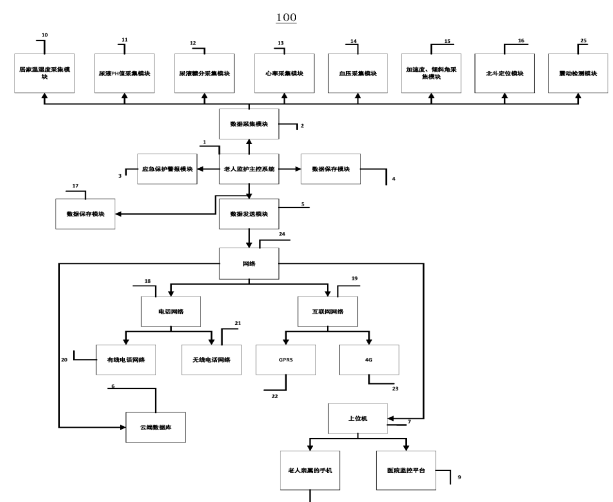 100
10
11
12
13
14
15
16
25
居家温湿度采集模块
尿液PH值采集模块
尿液糖分采集模块
心率采集模块
血压采集模块
加速度、倾斜角采集模块
北斗定位模块
震动检测模块
数据采集模块
2
1
应急保护警报模块
老人监护主控系统
数据保存模块
3
4
17
数据保存模块
数据发送模块
5
24
网络
18
19
电话网络
互联网网络
21
有线电话网络
无线电话网络
GPRS
4G
20
22
23
6
云端数据库
上位机
7
老人亲属的手机
医院监控平台
9